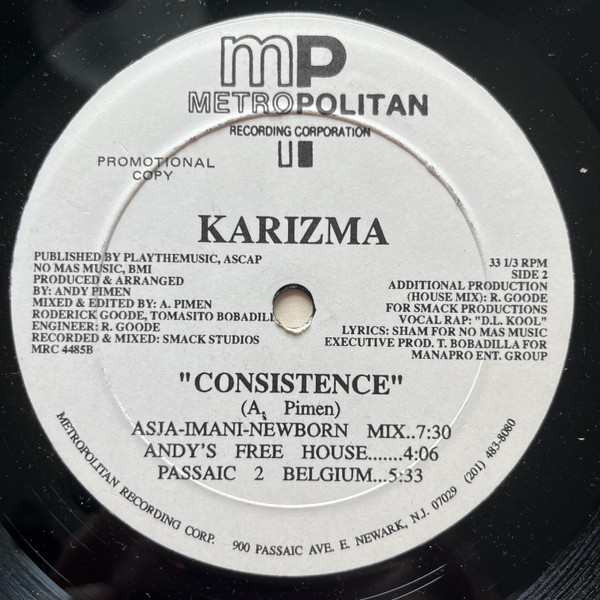 mP
METROPOLITAN
RECORDING CORPORATION
PROMOTIONAL
COPY
KARIZMA
PUBLISHED BY PLAYTHEMUSIC, ASCAP
NO MAS MUSIC, BMI
PRODUCED & ARRANGED
BY: ANDY PIMEN
MIXED & EDITED BY: A. PIMEN
RODERICK GOODE, TOMASITO BOBADILL
ENGINEER: R. GOODE
RECORDED & MIXED: SMACK STUDIOS
MRC 4485B
33 1/3 RPM
SIDE 2
ADDITIONAL PRODUCTION
(HOUSE MIX): R. GOODE
FOR SMACK PRODUCTIONS
VOCAL RAP: "D.L. KOOL"
LYRICS: SHAM FOR NO MAS MUSIC
EXECUTIVE PROD. T. BOBADILLA FOR
MANAPRO ENT. GROUP
"CONSISTENCE"
(A. Pimen)
ASJA-IMANI-NEWBORN MIX..7:30
ANDY'S FREE HOUSE.......4:06
PASSAIC 2 BELGIUM...5:33
METROPOLITAN RECORDING CORP. 900 PASSAIC AVE. E. NEWARK, N.J. 07029 (201) 483-8080